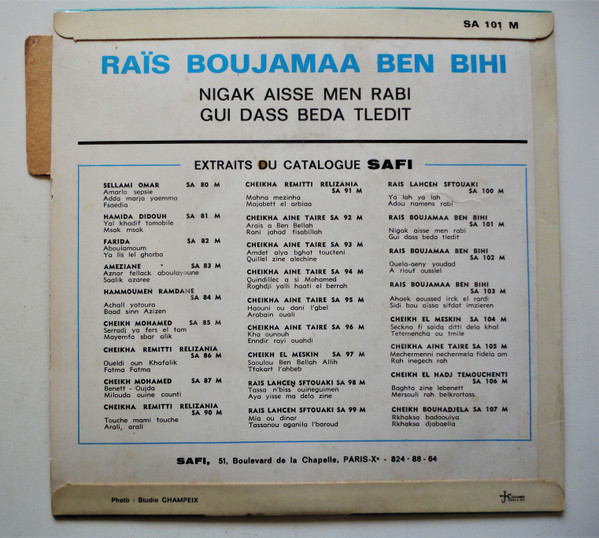 SA 101 M
RAÏS BOUJAMAA BEN BIHI
NIGAK AISSE MEN RABI
GUI DASS BEDA TLEDIT
EXTRAITS DU CATALOGUE SAFI
SELLAMI OMAR SA 80 M
Amarlo sepsie
Adda marja yaemma
Fsaedia
HAMIDA DIDOUH SA 81 M
Yal khadif tomobile
Msak msak
FARIDA SA 82 M
Aboulamoum
Ya lis lel ghorba
AMEZIANE SA 83 M
Aznar fellack aboulayoune
Saalik azaree
HAMMOUMEN RAMDANE
SA 84 M
Achall yatoura
Baad sinn Azizen
CHEIKH MOHAMED SA 85 M
Serradj ya fers el tam
Mayemfa sbar alik
CHEIKHA REMITTI RELIZANIA
SA 86 M
Oueldi oun Khafalik
Fatma Fatma
CHEIKH MOHAMED SA 87 M
Benett - Oujda
Milouda ouine counti
CHEIKHA REMITTI RELIZANIA
SA 90 M
Touche mami touche
Arali, arali
CHEIKHA REMITTI RELIZANIA
SA 91 M
Mahna mezinha
Majabett el arbiaa
CHEIKHA AINE TAIRE SA 92 M
Arais a Ben Bellah
Rani jahad fisabillah
CHEIKHA AINE TAIRE SA 93 M
Amdet alya bghat toucteni
Quillel zine alechine
CHEIKHA AINE TAIRE SA 94 M
Quindillec a si Mohamed
Roghdji yalli haati el berrah
CHEIKHA AINE TAIRE SA 95 M
Haouni ou dani l'gbel
Arabain ouali
CHEIKHA AINE TAIRE SA 96 M
Kha ounouh
Enndir rayi ouahdi
CHEIKH EL MESKIN SA 97 M
Saoulou Ben Bellah Allih
Tfakart l'ahbeb
RAIS LAHCEN SFTOUAKI SA 98 M
Tassa n'biss ouineguimen
Aya yisse ma dela zine
RAIS LAHCEN SFTOUAKI SA 99 M
Mia ou dinar
Tassanou oganila l'baroud
RAIS LAHCEN SFTOUAKI
SA 100 M
Ya lah ya lah
Adou namens rabi
RAIS BOUJAMAA BEN BIHI
SA 101 M
Nigak aisse men rabi
Gui dass beda tledit
RAIS BOUJAMAA BEN BIHI
SA 102 M
Ouela-aeny youdad
A riouf ousslel
RAIS BOUJAMAA BEN BIHI
SA 103 M
Ahaek aoussed irck el rardi
Sidi bou aissa sifdat imzieren
CHEIKH EL MESKIN SA 104 M
Seckno fi saida ditti dela khal
Tetemencha ou tmile
CHEIKHA AINE TAIRE SA 105 M
Mechermenni nechermela fidela am
Rah inegech rah
CHEIKH EL HADJ TEMOUCHENTI
SA 106 M
Baghta zine lebenett
Mersouli rah belkrortass
CHEIKH BOUHADJELA SA 107 M
Rkhaksa badaouiya
Rkhaksa djabaelia
SAFI, 51, Boulevard de la Chapelle, PARIS-Xe - 824-88-64
Photo : Studio CHAMPEIX